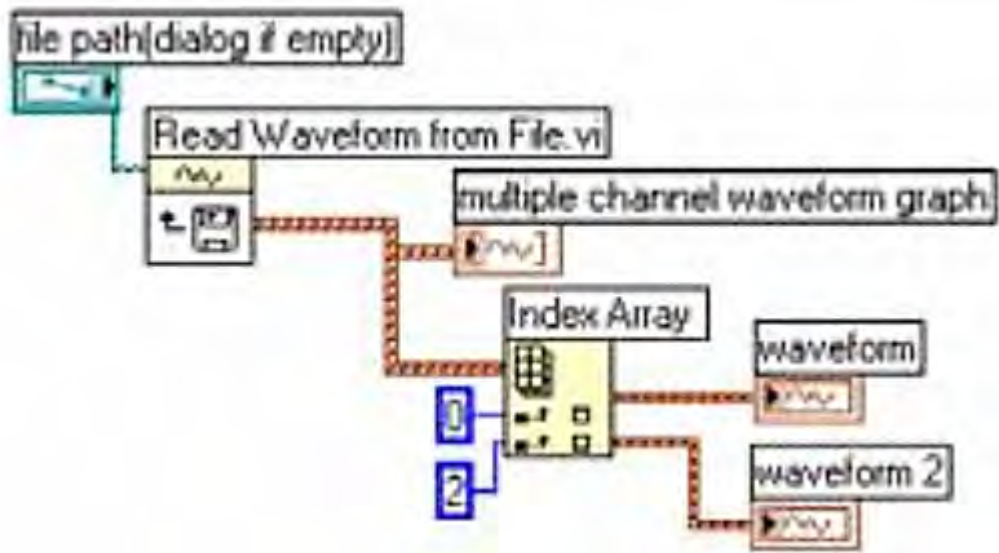 file path(dialog if empty)
Read Waveform from File.vi
multiple channel waveform graph
Index Array
waveform
0
2
waveform 2